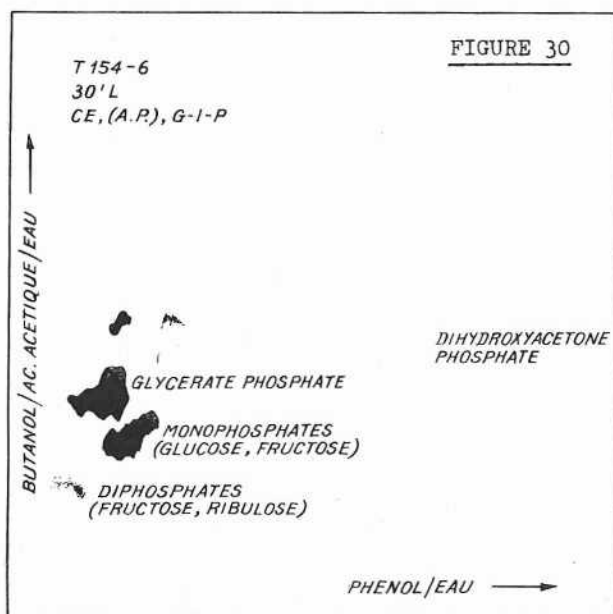 FIGURE 30
T 154-6
30' L
CE, (A.P.), G-1-P
BUTANOL/AC. ACETIQUE/EAU
DIHYDROXYACETONE
PHOSPHATE
GLYCERATE PHOSPHATE
MONOPHOSPHATES
(GLUCOSE, FRUCTOSE)
DIPHOSPHATES
(FRUCTOSE, RIBULOSE)
PHENOL/EAU